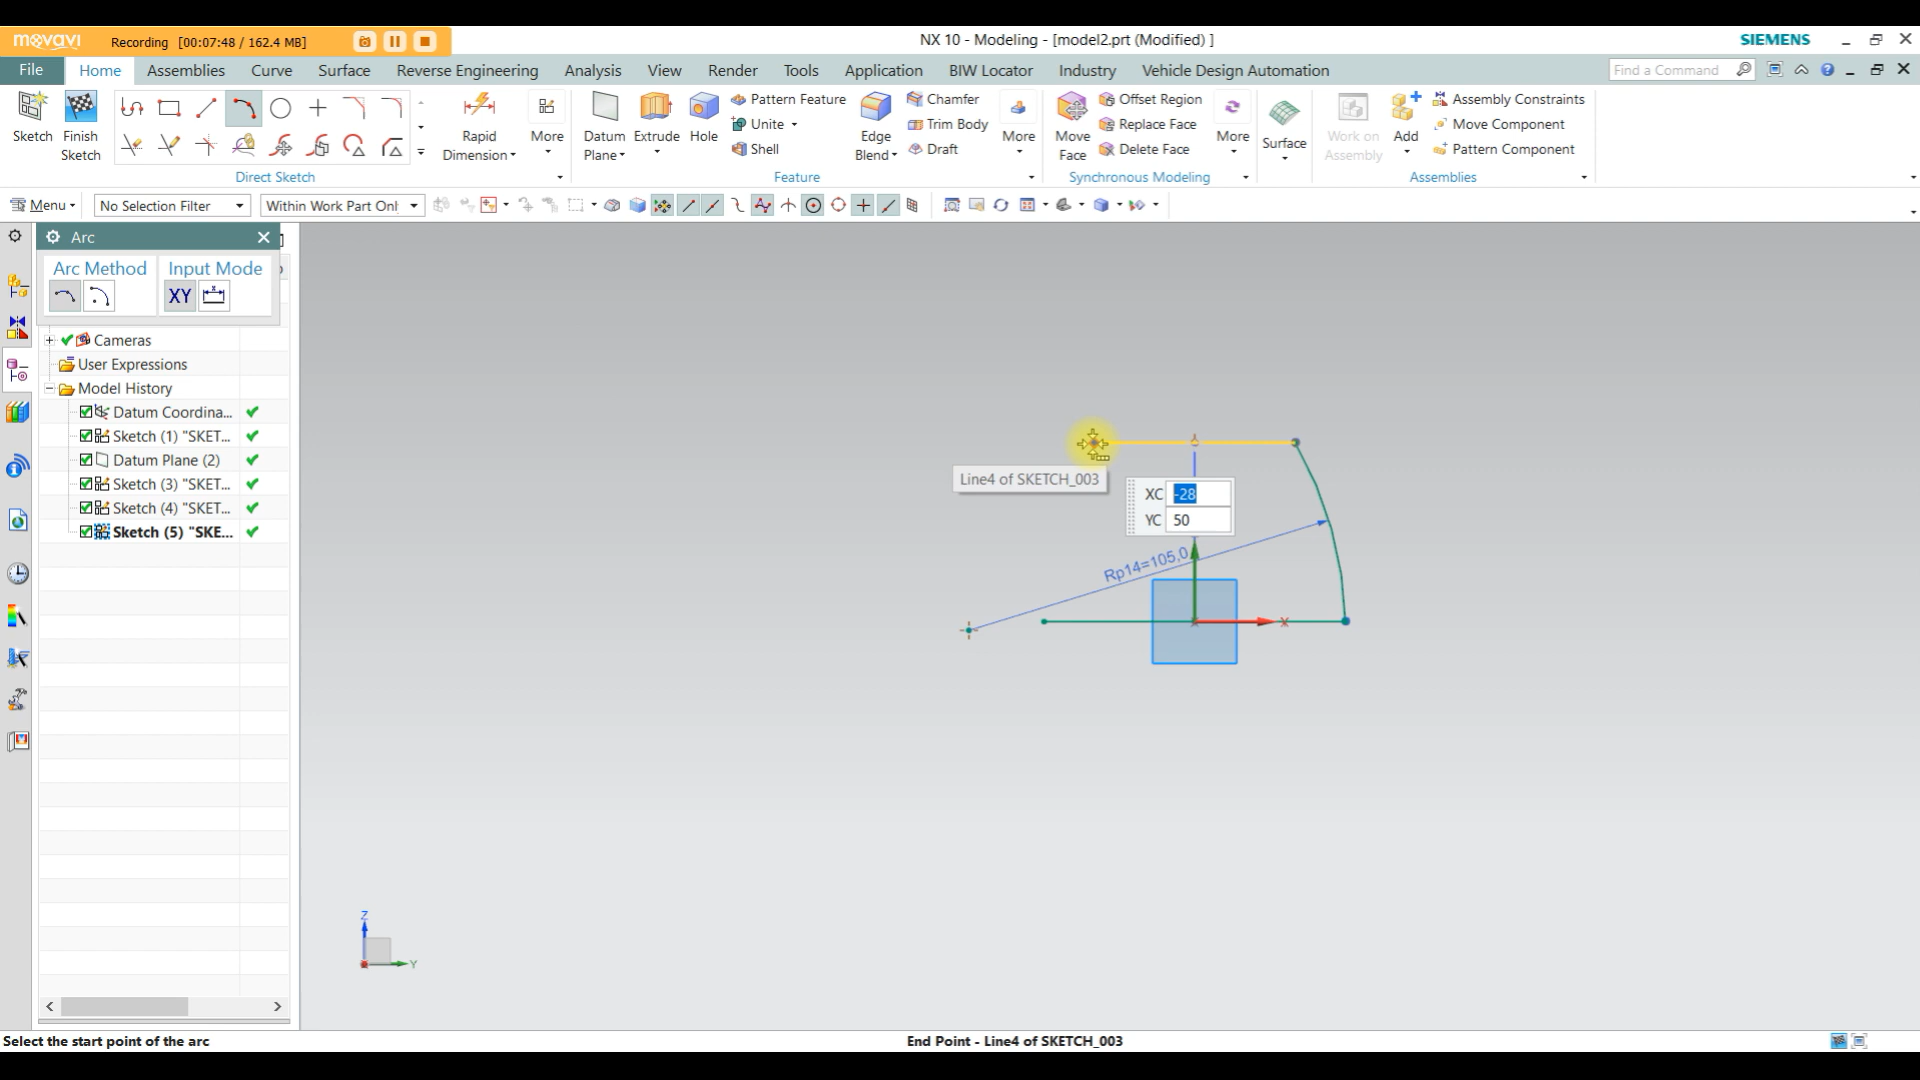 movavi
Recording [00:07:48 / 162.4 MB]
NX 10 - Modeling - [model2.prt (Modified) ]
SIEMENS
File Home Assemblies Curve Surface Reverse Engineering Analysis View Render Tools Application BIW Locator Industry Vehicle Design Automation
Find a Command
Sketch
Finish
Sketch
Direct Sketch
Rapid
Dimension
More
Datum
Plane
Extrude
Hole
Pattern Feature
Unite
Shell
Edge
Blend
Chamfer
Trim Body
Draft
More
Feature
Move
Face
Offset Region
Replace Face
Delete Face
More
Synchronous Modeling
Surface
Work on
Assembly
Add
Assembly Constraints
Move Component
Pattern Component
Assemblies
Menu
No Selection Filter
Within Work Part Onl
Arc
Arc Method Input Mode
XY
Cameras
User Expressions
Model History
Datum Coordina...
Sketch (1) "SKET...
Datum Plane (2)
Sketch (3) "SKET...
Sketch (4) "SKET...
Sketch (5) "SKE...
Line4 of SKETCH_003
XC -28
YC 50
Rp14=105,0
X
Z
Y
Select the start point of the arc
End Point - Line4 of SKETCH_003